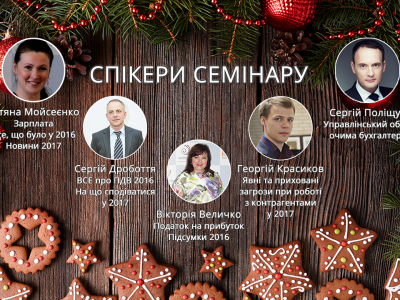 СПІКЕРИ СЕМІНАРУ
Мойсеєнко
Зарплата
що було у 2016
Новини 2017
Сергій Дробоття
ВСЕ про ПДВ 2016
На що сподіватися
у 2017
Вікторія Величко
Податок на прибуток
Підсумки 2016
Георгій Красиков
Явні та приховані
загрози при роботі
з контрагентами
у 2017
Сергій Поліщу
Управлінський об
очима бухгалтер